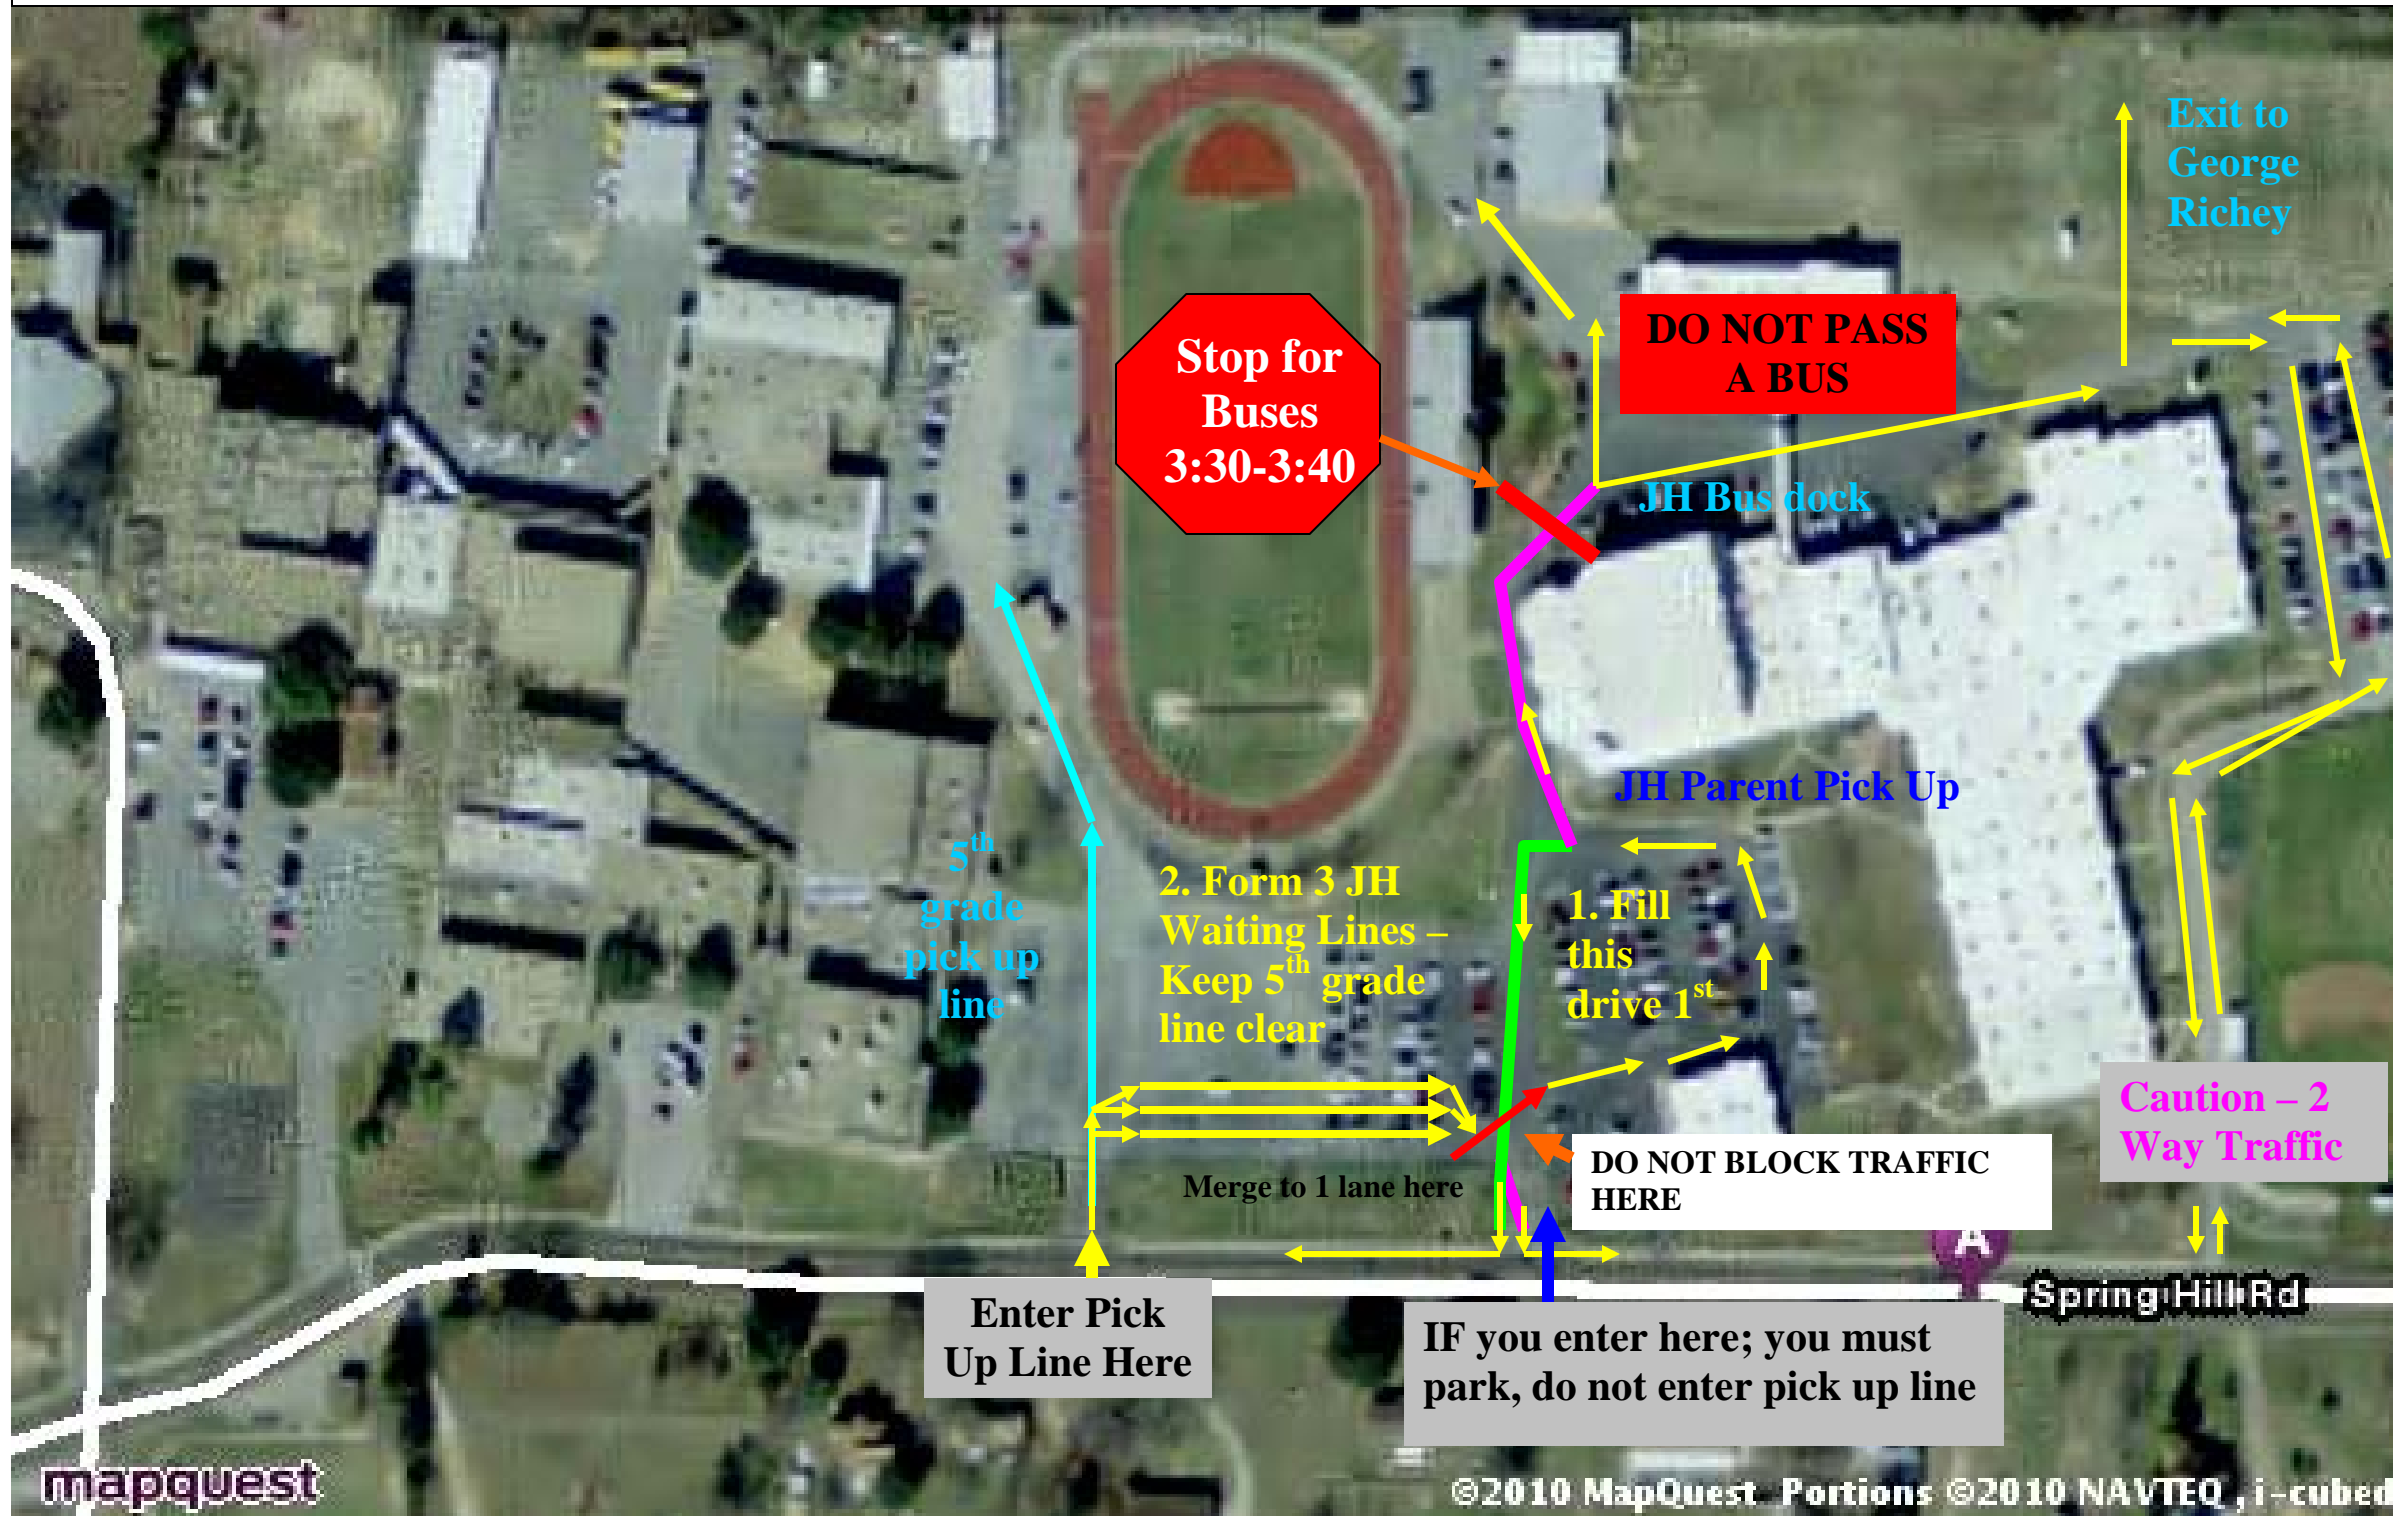 Exit to
George
Richey
DO NOT PASS
A BUS
Stop for
Buses
3:30-3:40
JH Bus dock
JH Parent Pick Up
5th
grade
pick up
line
2. Form 3 JH
Waiting Lines –
Keep 5th grade
line clear
1. Fill
this
drive 1st
Caution – 2
Way Traffic
DO NOT BLOCK TRAFFIC
HERE
Merge to 1 lane here
A
Spring Hill Rd
Enter Pick
Up Line Here
IF you enter here; you must
park, do not enter pick up line
mapquest
©2010 MapQuest Portions ©2010 NAVTEQ , i-cubed